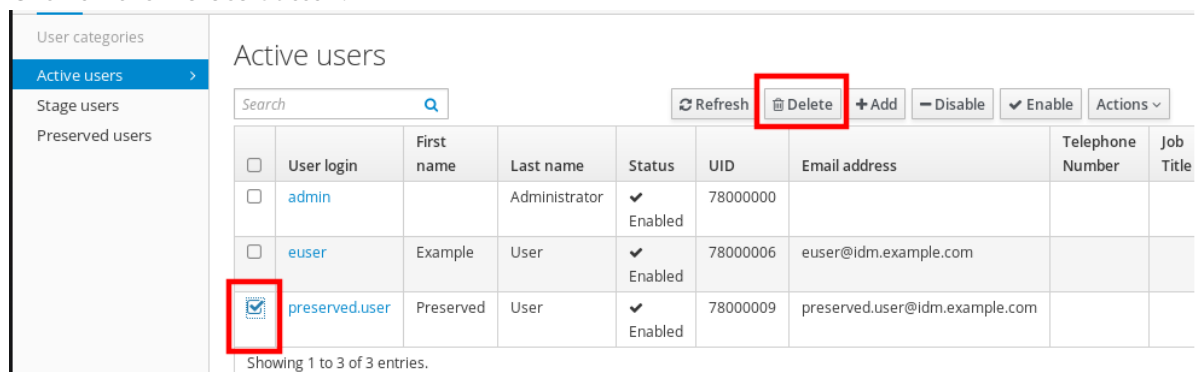 User categories
Active users
Stage users
Preserved users
Active users
Search
Refresh Delete Add Disable Enable Actions
User login First name Last name Status UID Email address Telephone Number Job Title
admin Administrator Enabled 78000000
euser Example User Enabled 78000006 euser@idm.example.com
preserved.user Preserved User Enabled 78000009 preserved.user@idm.example.com
Showing 1 to 3 of 3 entries.